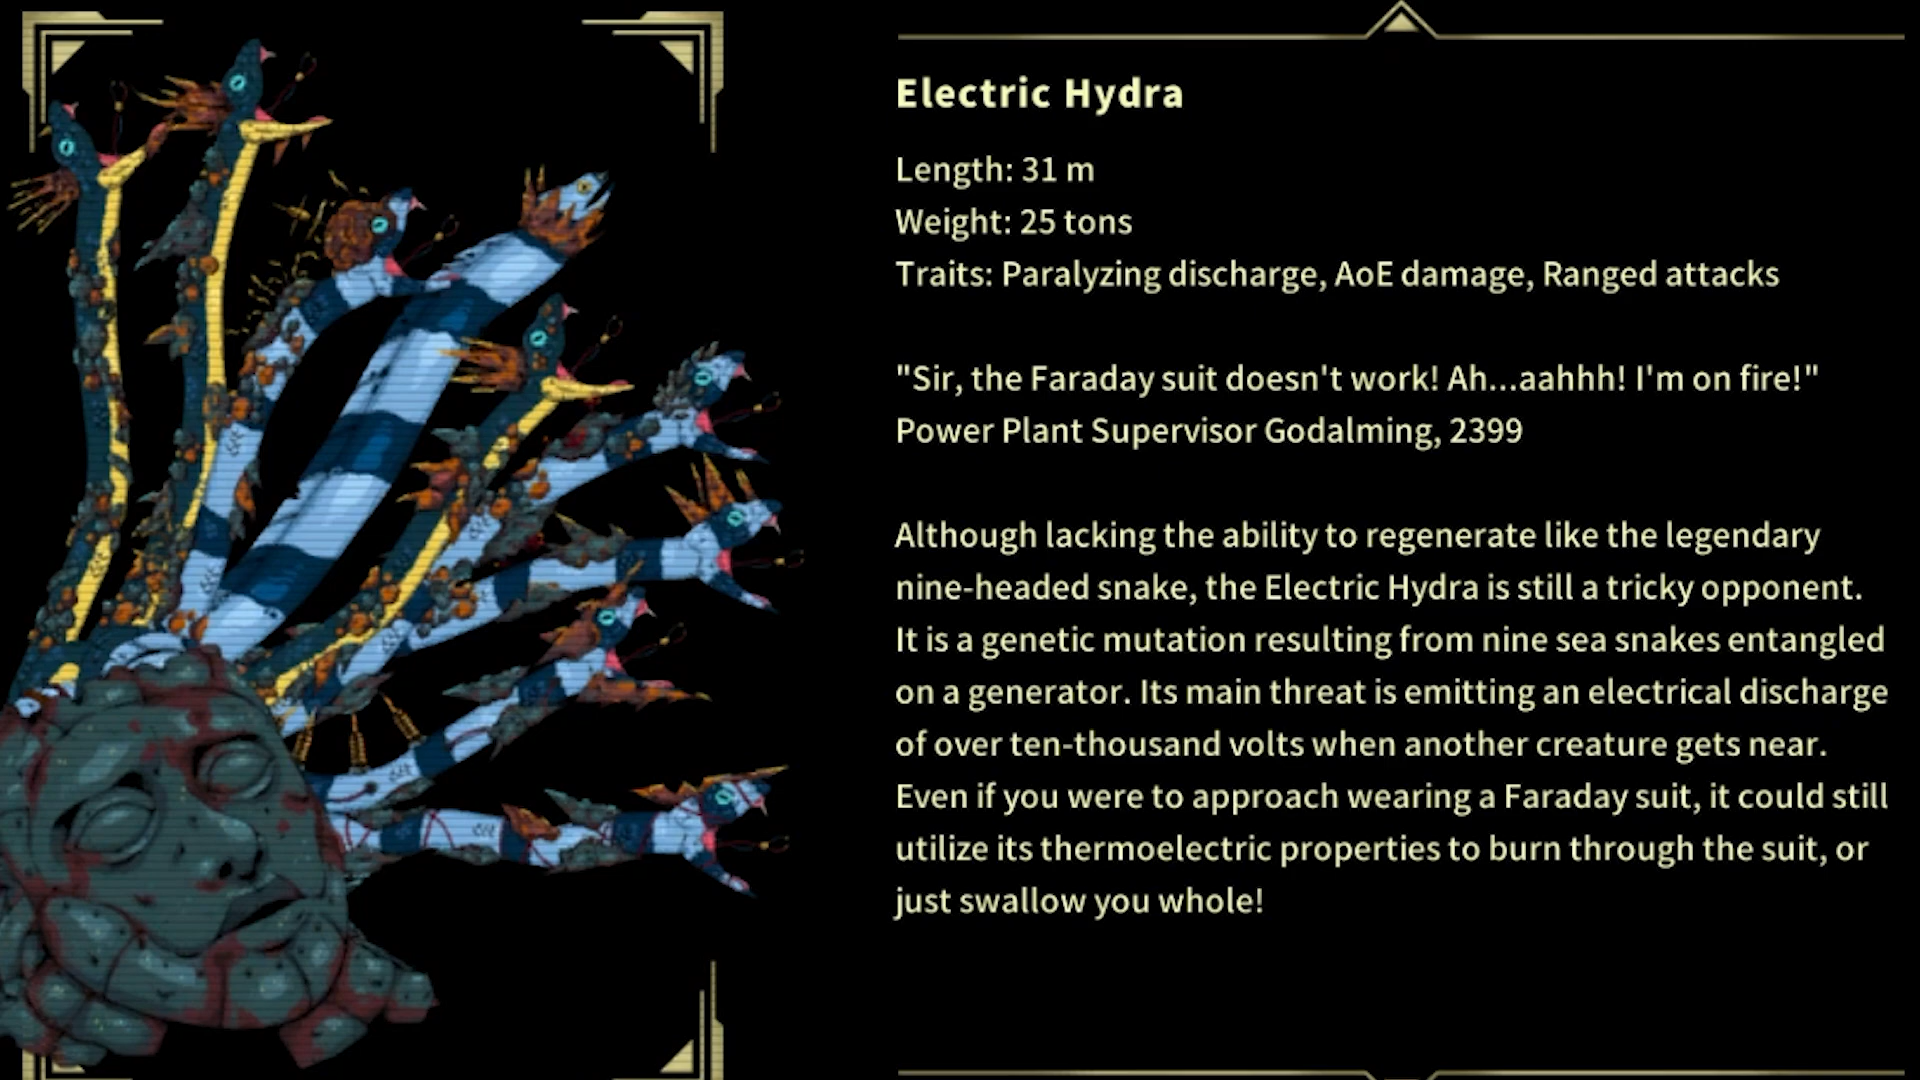 Electric Hydra
Length: 31 m
Weight: 25 tons
Traits: Paralyzing discharge, AoE damage, Ranged attacks
"Sir, the Faraday suit doesn't work! Ah...aahhh! I'm on fire!"
Power Plant Supervisor Godalming, 2399
Although lacking the ability to regenerate like the legendary
nine-headed snake, the Electric Hydra is still a tricky opponent.
It is a genetic mutation resulting from nine sea snakes entangled
on a generator. Its main threat is emitting an electrical discharge
of over ten-thousand volts when another creature gets near.
Even if you were to approach wearing a Faraday suit, it could still
utilize its thermoelectric properties to burn through the suit, or
just swallow you whole!